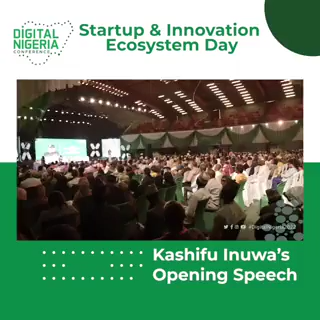 DIGITAL
NIGERIA
CONFERENCE
Startup & Innovation
Ecosystem Day
Kashifu Inuwa's
Opening Speech